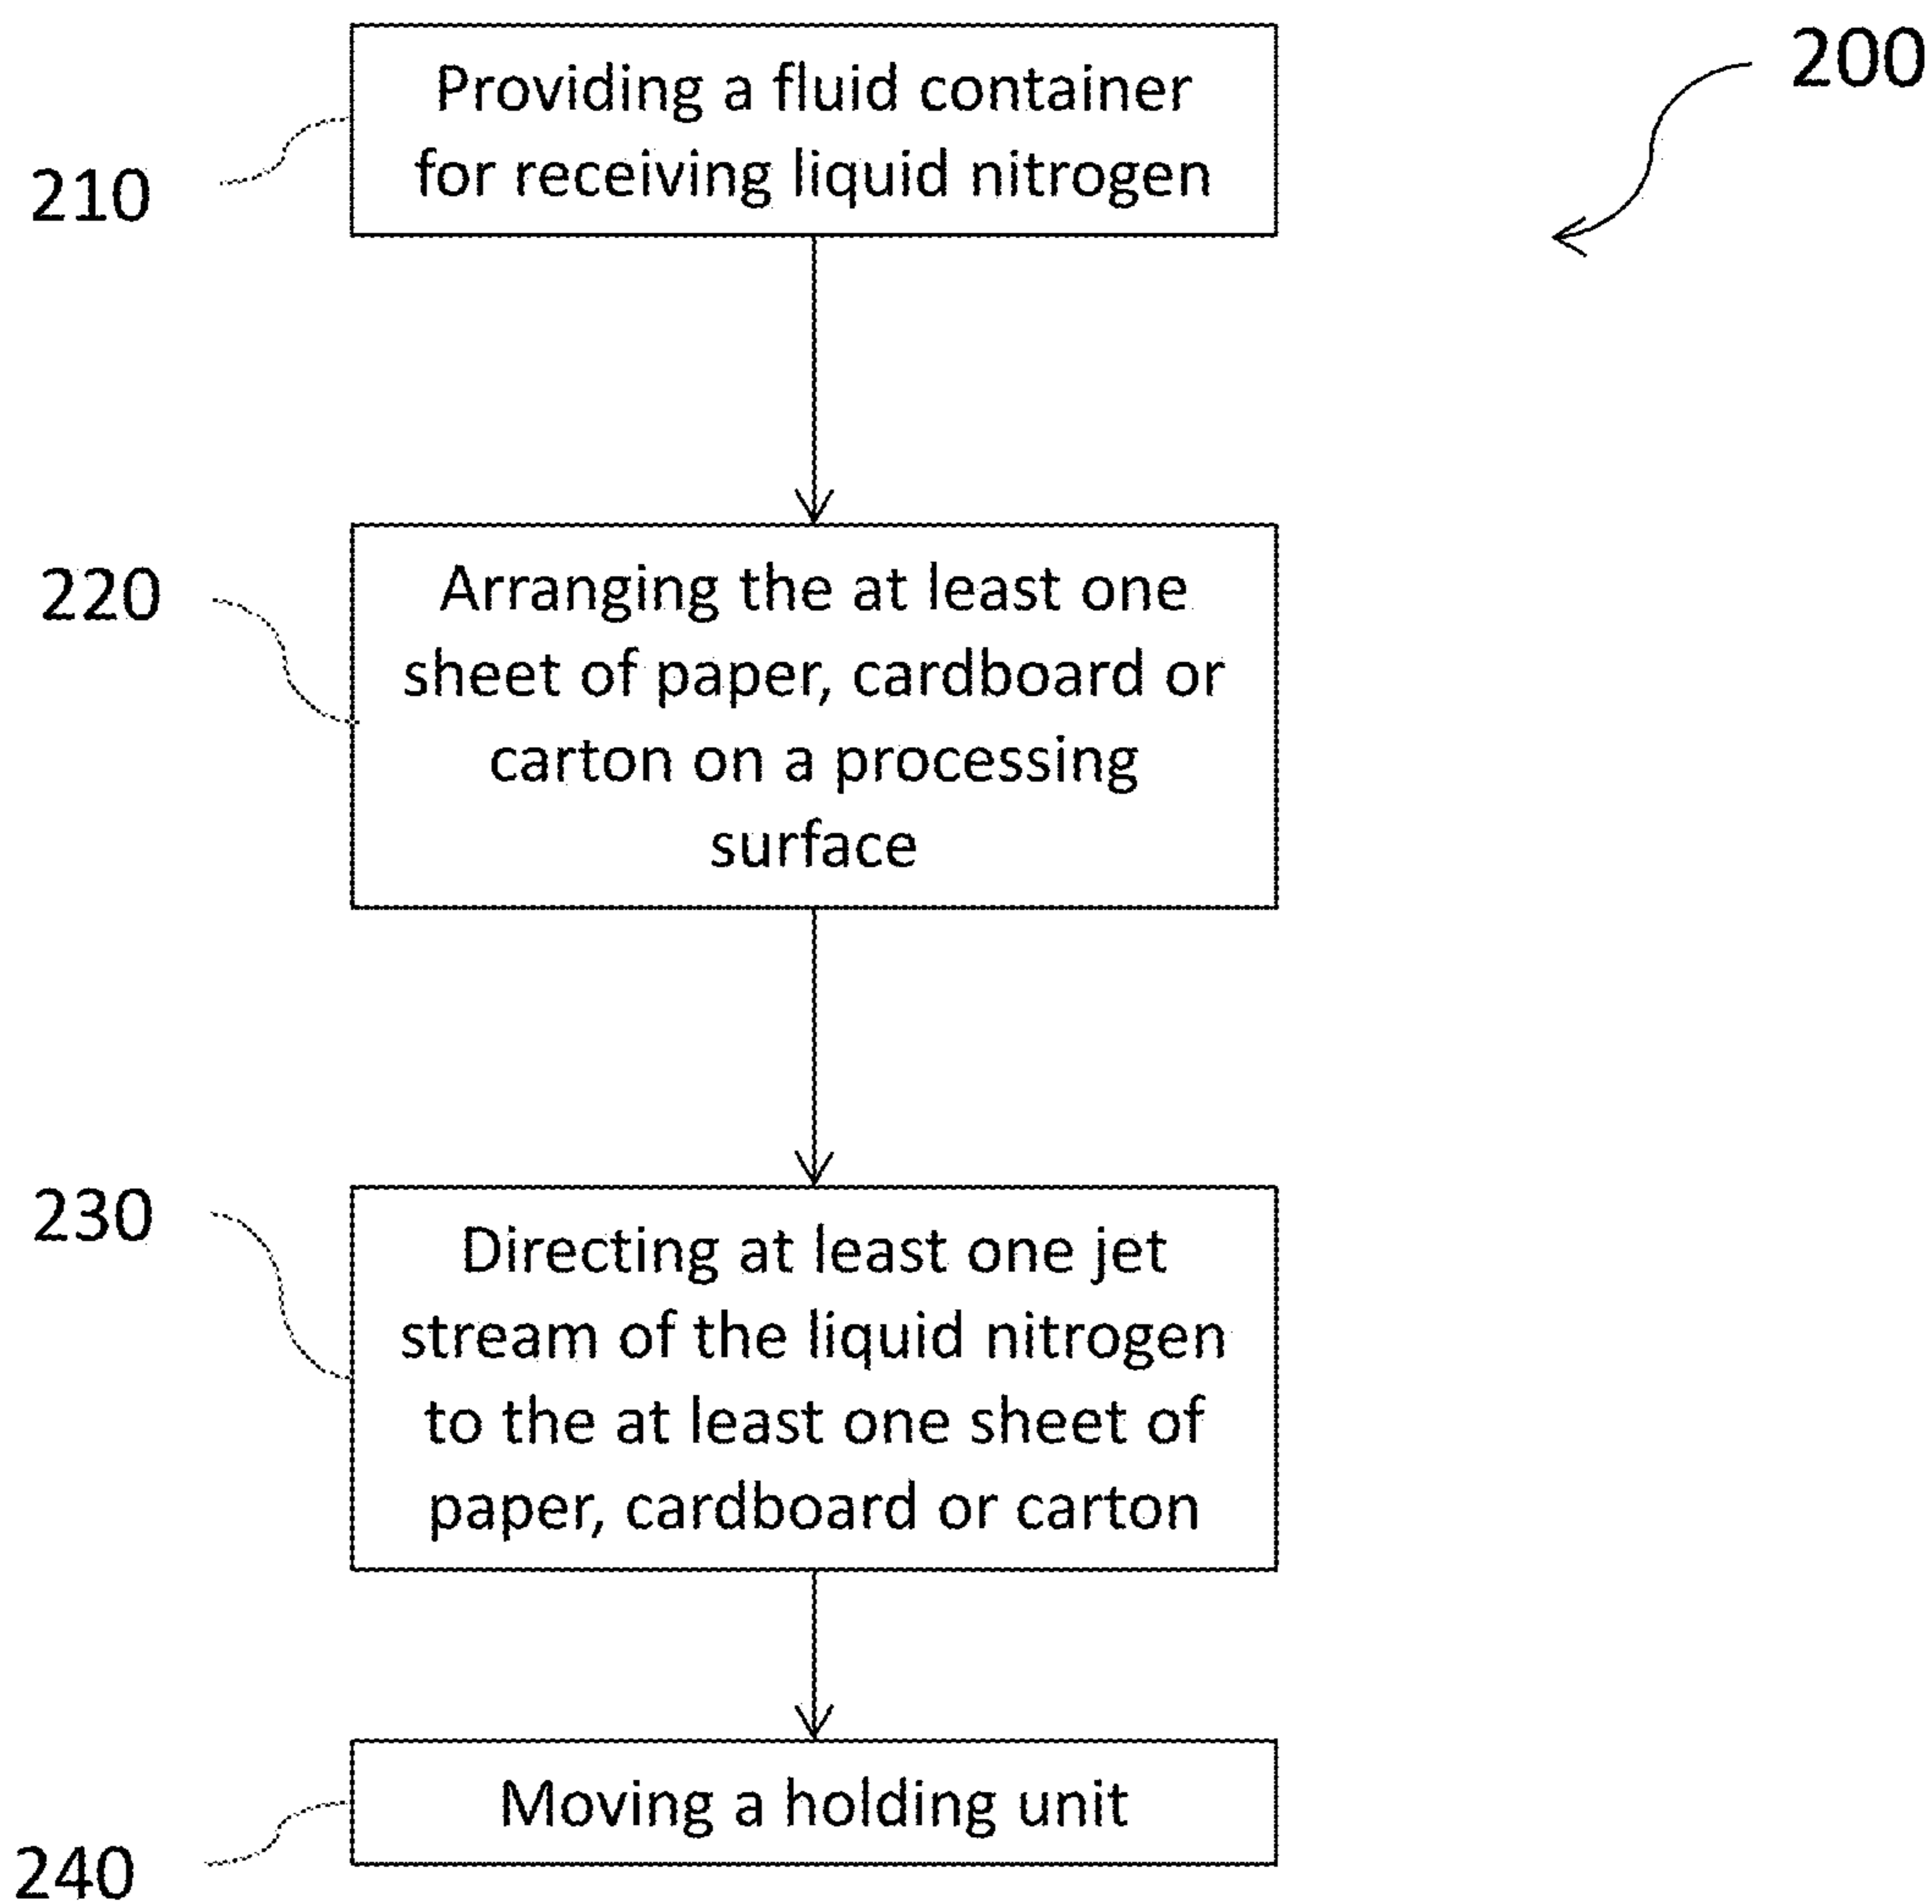 200
Providing a fluid container
for receiving liquid nitrogen
210
220
Arranging the at least one
sheet of paper, cardboard or
carton on a processing
surface
230
Directing at least one jet
stream of the liquid nitrogen
to the at least one sheet of
paper, cardboard or carton
Moving a holding unit
240